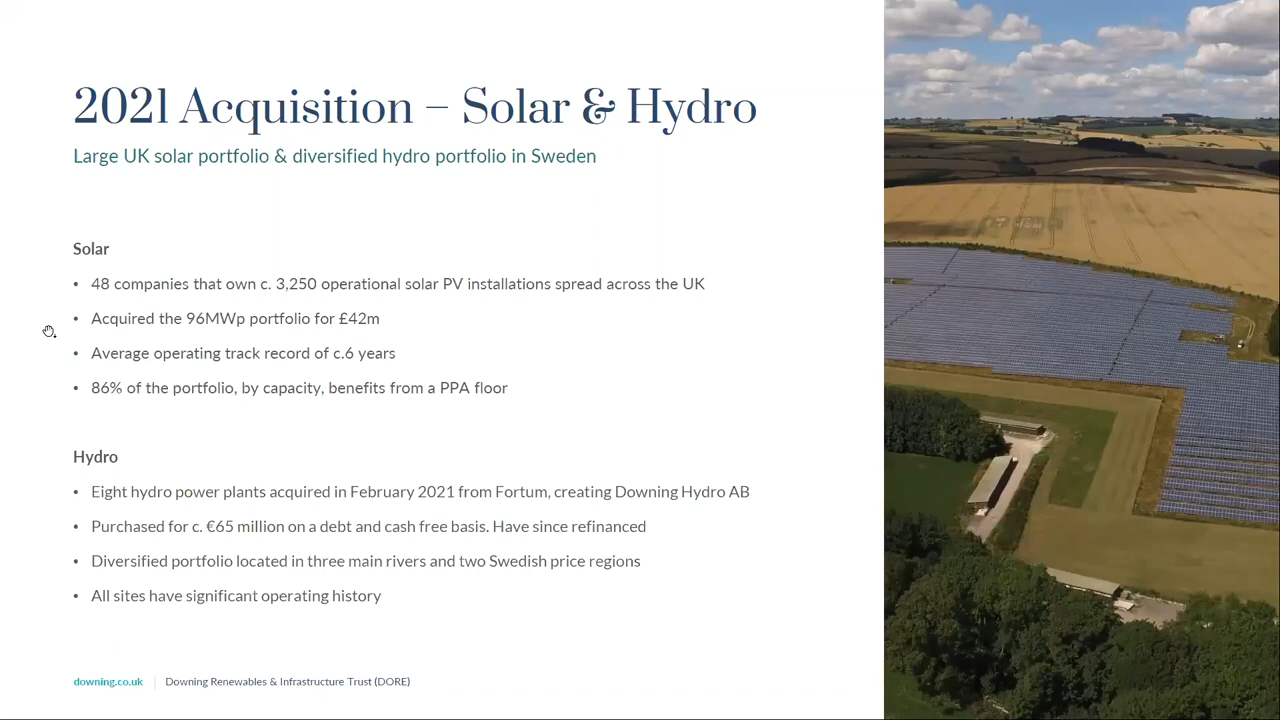 2021 Acquisition – Solar & Hydro
Large UK solar portfolio & diversified hydro portfolio in Sweden
Solar
• 48 companies that own c. 3,250 operational solar PV installations spread across the UK
• Acquired the 96MWp portfolio for £42m
• Average operating track record of c.6 years
• 86% of the portfolio, by capacity, benefits from a PPA floor
Hydro
• Eight hydro power plants acquired in February 2021 from Fortum, creating Downing Hydro AB
• Purchased for c. €65 million on a debt and cash free basis. Have since refinanced
• Diversified portfolio located in three main rivers and two Swedish price regions
• All sites have significant operating history
downing.co.uk | Downing Renewables & Infrastructure Trust (DORE)